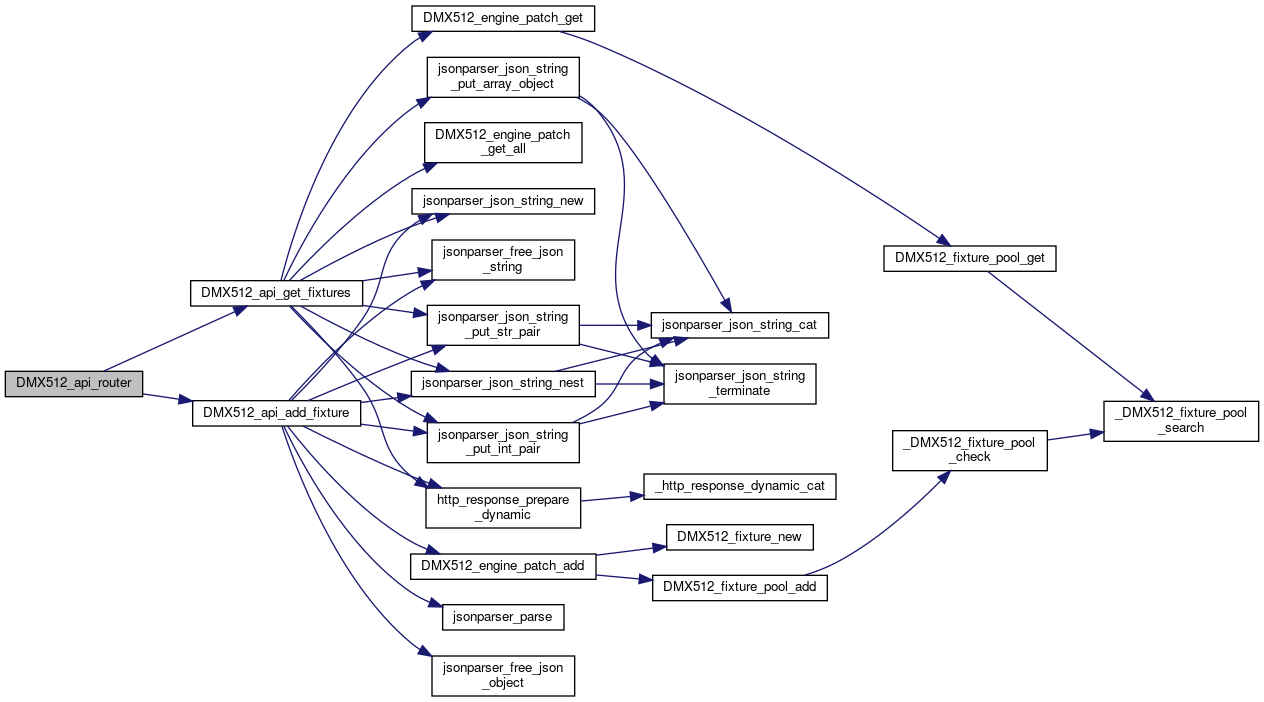 DMX512_engine_patch_get
jsonparser_json_string
_put_array_object
DMX512_engine_patch
_get_all
jsonparser_json_string_new
jsonparser_free_json
_string
DMX512_fixture_pool_get
DMX512_api_get_fixtures
jsonparser_json_string
_put_str_pair
jsonparser_json_string_cat
DMX512_api_router
jsonparser_json_string_nest
jsonparser_json_string
_terminate
DMX512_api_add_fixture
jsonparser_json_string
_put_int_pair
_DMX512_fixture_pool
_check
_DMX512_fixture_pool
_search
http_response_prepare
_dynamic
_http_response_dynamic_cat
DMX512_fixture_new
DMX512_engine_patch_add
DMX512_fixture_pool_add
jsonparser_parse
jsonparser_free_json
_object